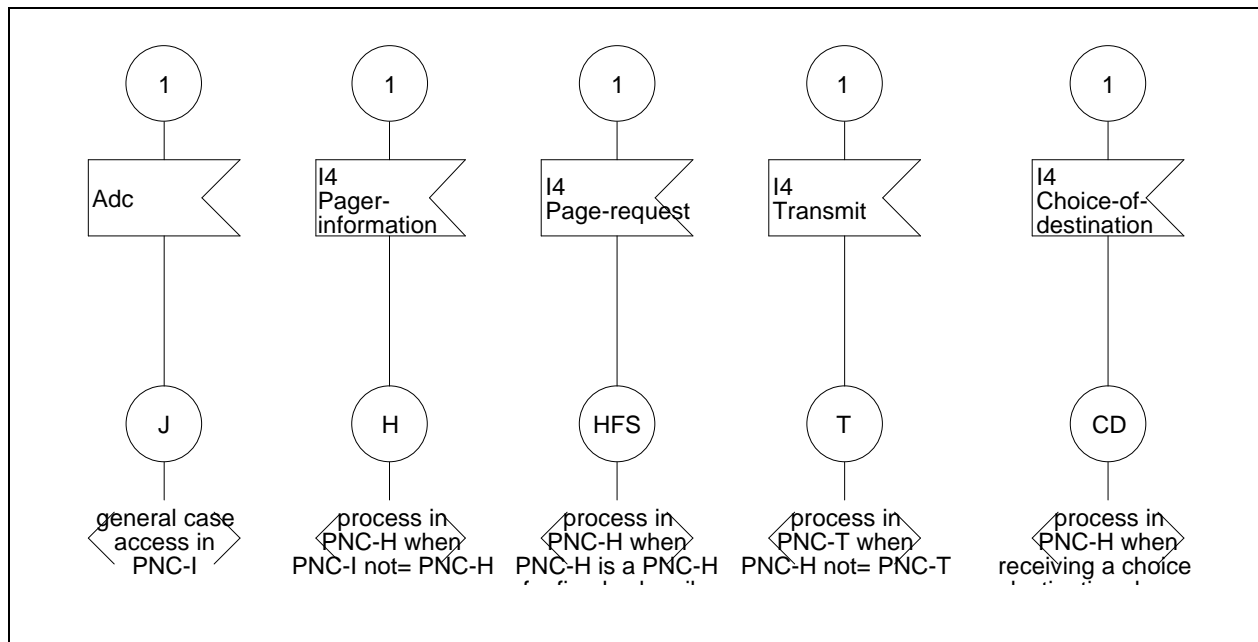 1
1
1
1
1
Adc
I4
Pager-
information
I4
Page-request
I4
Transmit
I4
Choice-of-
destination
J
H
HFS
T
CD
general case
access in
PNC-I
process in
PNC-H when
PNC-I not= PNC-H
process in
PNC-H when
PNC-H is a PNC-H
process in
PNC-T when
PNC-H not= PNC-T
process in
PNC-H when
receiving a choice